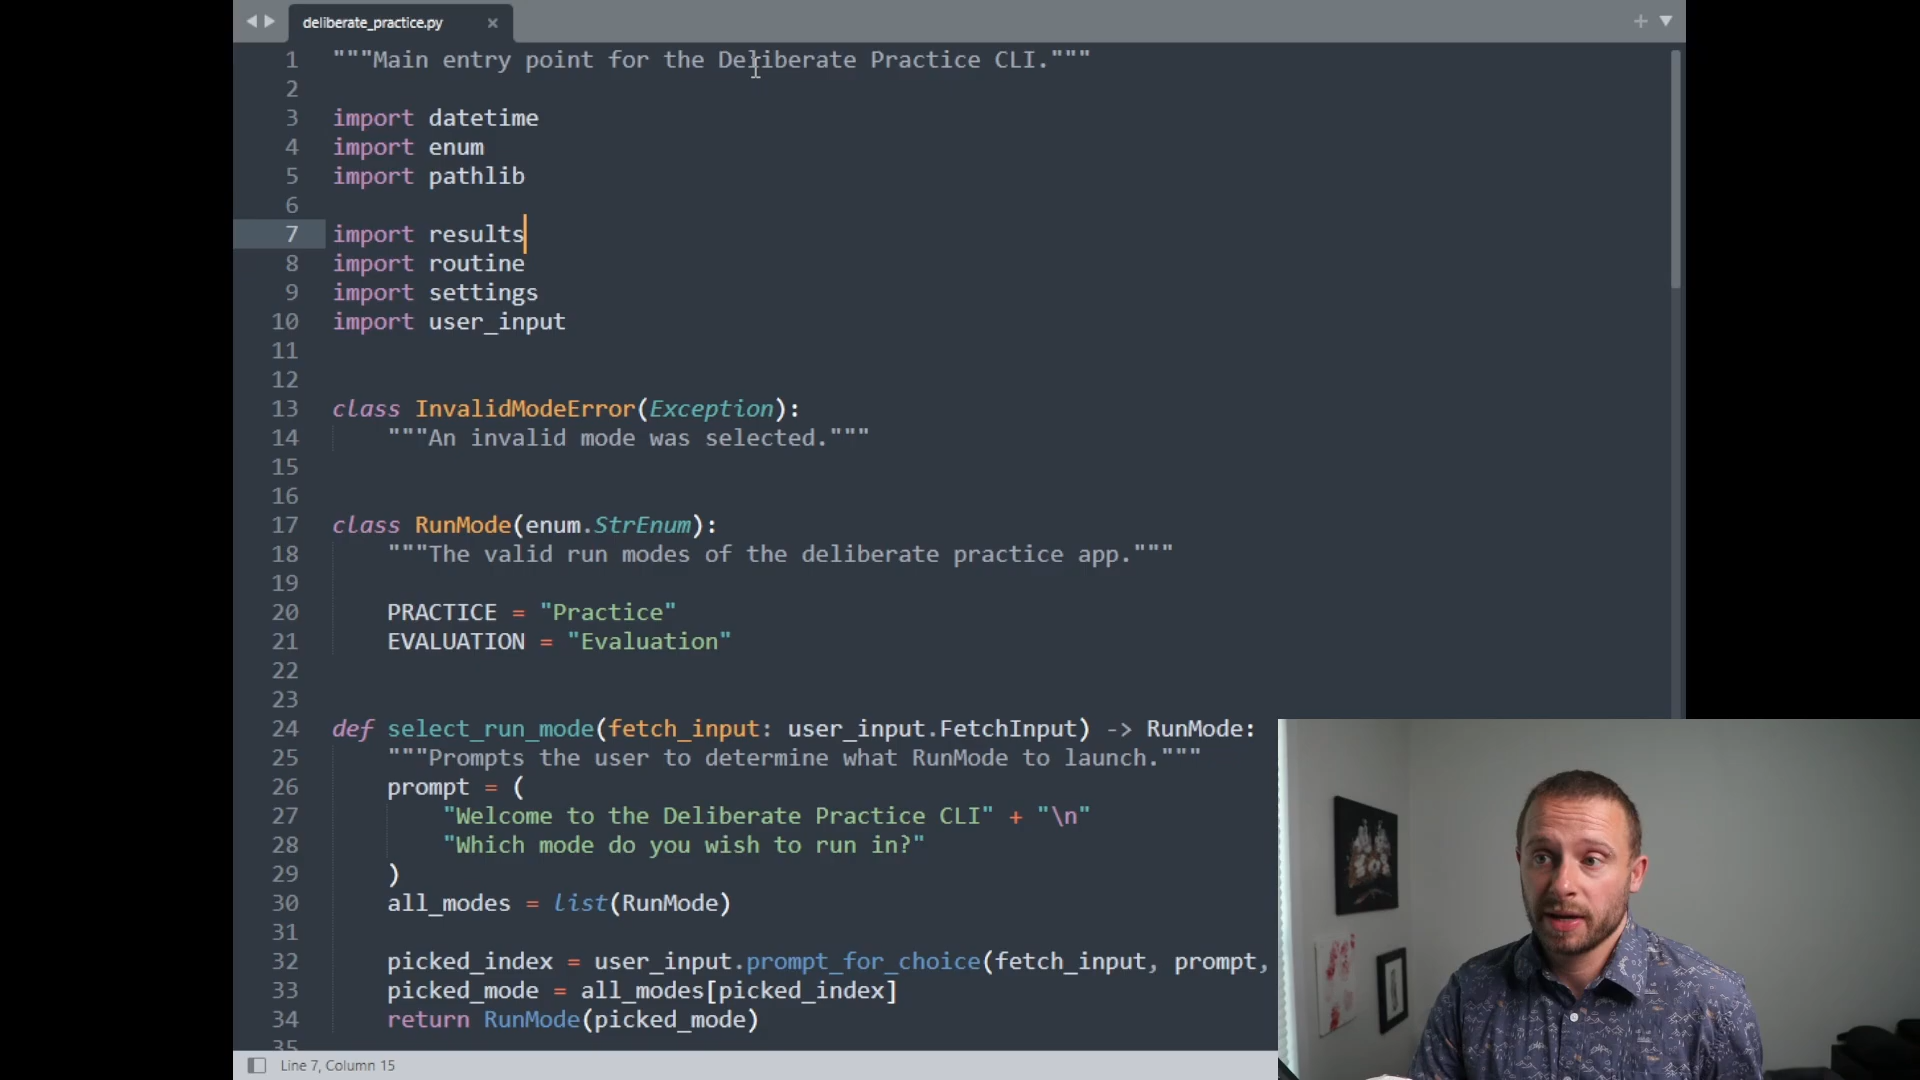 deliberate_practice.py
1 """Main entry point for the Deliberate Practice CLI."""
2
3 import datetime
4 import enum
5 import pathlib
6
7 import results
8 import routine
9 import settings
10 import user_input
11
12
13 class InvalidModeError(Exception):
14 """An invalid mode was selected."""
15
16
17 class RunMode(enum.StrEnum):
18 """The valid run modes of the deliberate practice app."""
19
20 PRACTICE = "Practice"
21 EVALUATION = "Evaluation"
22
23
24 def select_run_mode(fetch_input: user_input.FetchInput) -> RunMode:
25 """Prompts the user to determine what RunMode to launch."""
26 prompt = (
27 "Welcome to the Deliberate Practice CLI" + "\n"
28 "Which mode do you wish to run in?"
29 )
30 all_modes = list(RunMode)
31
32 picked_index = user_input.prompt_for_choice(fetch_input, prompt,
33 picked_mode = all_modes[picked_index]
34 return RunMode(picked_mode)
35
Line 7, Column 15